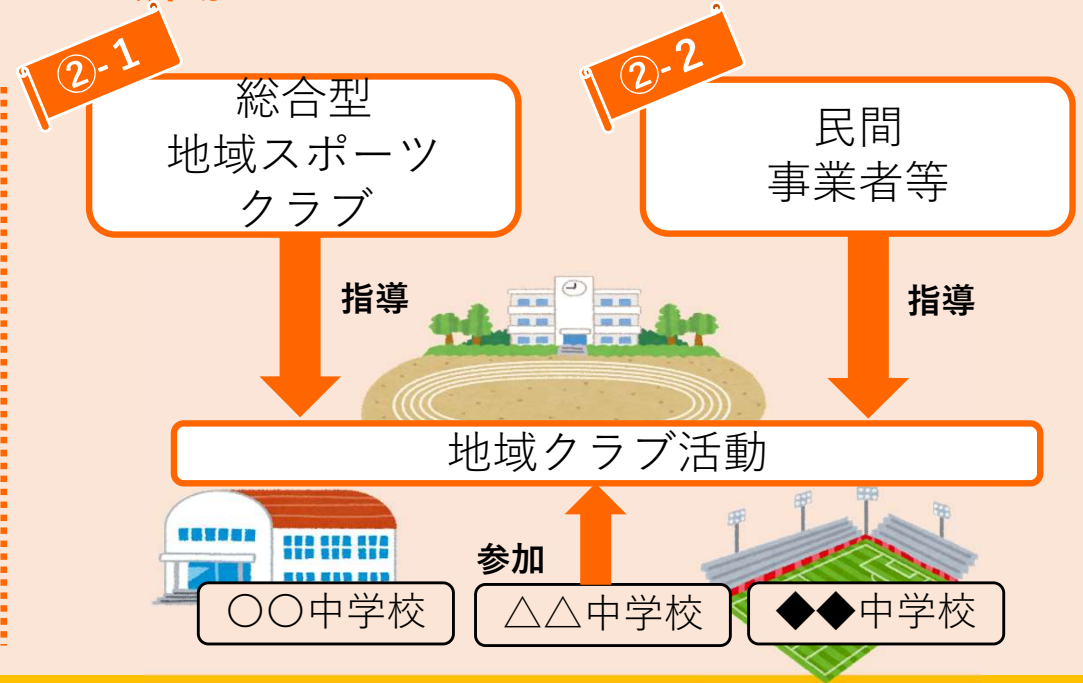 ②-1
総合型
地域スポーツ
クラブ
②-2
民間
事業者等
指導
指導
地域クラブ活動
参加
○○中学校
△△中学校
◆◆中学校